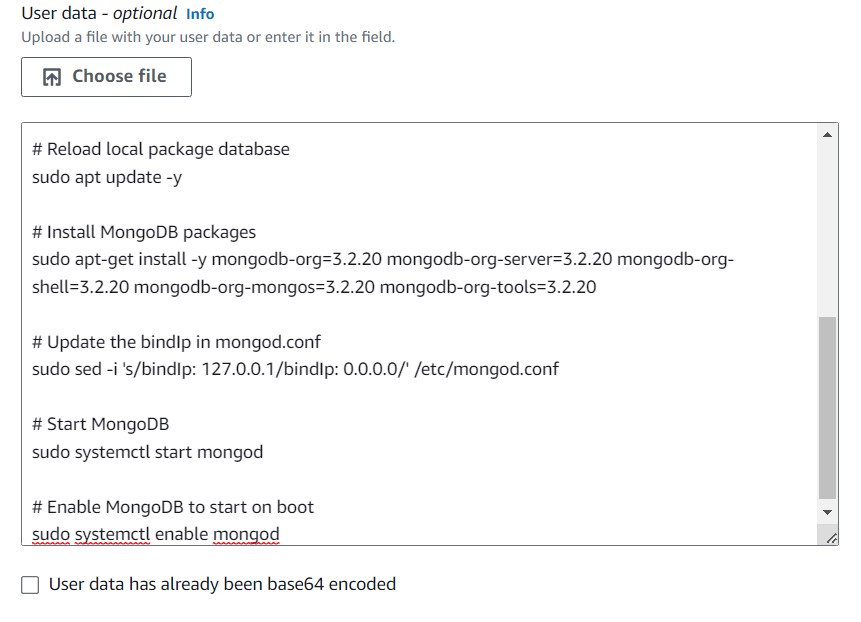 User data - optional Info
Upload a file with your user data or enter it in the field.
Choose file
# Reload local package database
sudo apt update -y
# Install MongoDB packages
sudo apt-get install -y mongodb-org=3.2.20 mongodb-org-server=3.2.20 mongodb-org-
shell=3.2.20 mongodb-org-mongos=3.2.20 mongodb-org-tools=3.2.20
# Update the bindIp in mongod.conf
sudo sed -i 's/bindIp: 127.0.0.1/bindIp: 0.0.0.0/' /etc/mongod.conf
# Start MongoDB
sudo systemctl start mongod
# Enable MongoDB to start on boot
sudo systemctl enable mongod
User data has already been base64 encoded